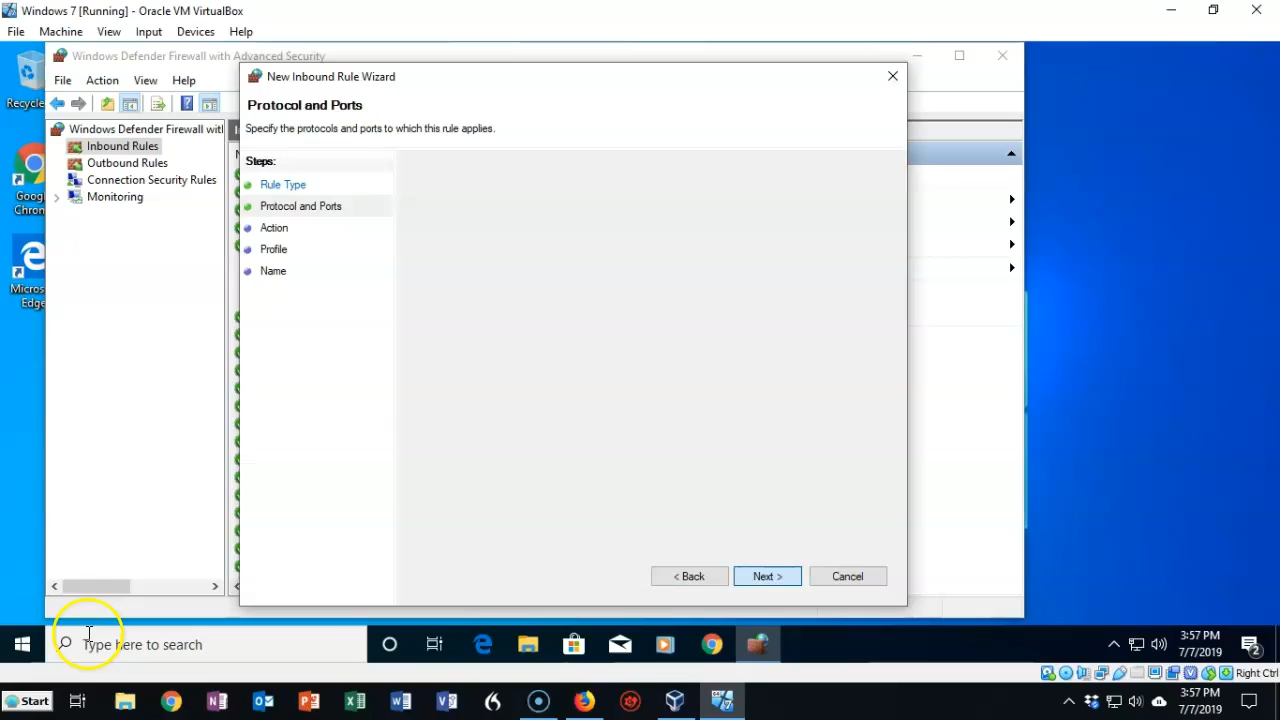 Windows 7 [Running] - Oracle VM VirtualBox
File Machine View Input Devices Help
Recycle
Windows Defender Firewall with Advanced Security
File Action View Help
New Inbound Rule Wizard
Protocol and Ports
Specify the protocols and ports to which this rule applies.
Windows Defender Firewall wit
Inbound Rules
Outbound Rules
Connection Security Rules
Monitoring
Steps:
Rule Type
Protocol and Ports
Action
Profile
Name
Goog
Chron
Micros
Edge
< Back Next > Cancel
Type here to search
3:57 PM
7/7/2019
2
Right Ctrl
Start
3:57 PM
7/7/2019